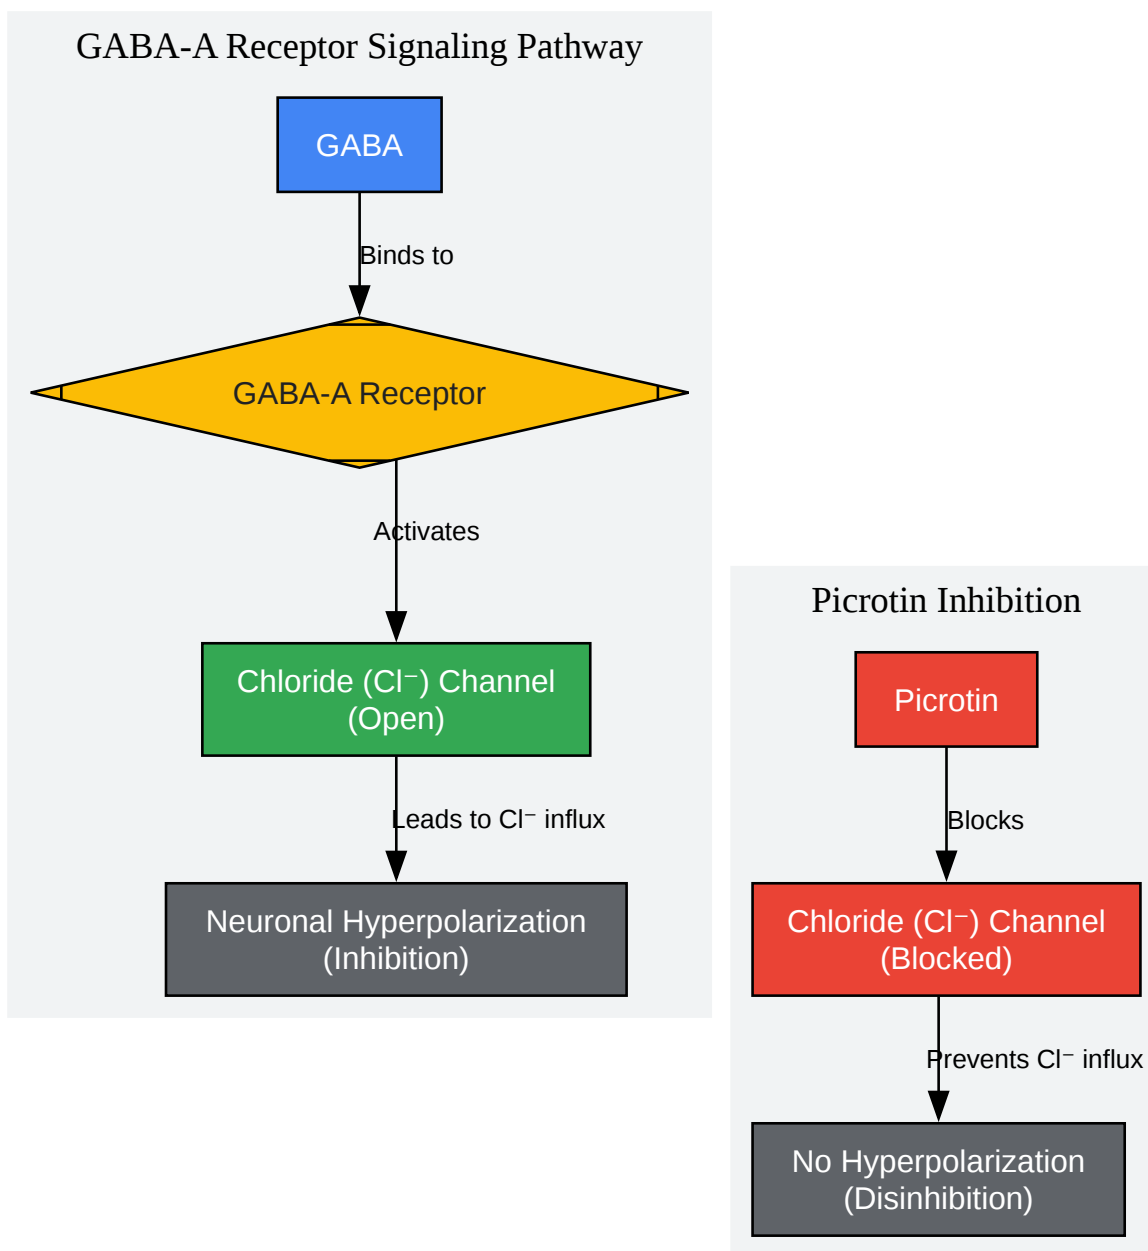 GABA-A Receptor Signaling Pathway
GABA
Binds to
GABA-A Receptor
Activates
Chloride (Cl⁻) Channel
(Open)
Leads to Cl⁻ influx
Neuronal Hyperpolarization
(Inhibition)
Picrotin Inhibition
Picrotin
Blocks
Chloride (Cl⁻) Channel
(Blocked)
Prevents Cl⁻ influx
No Hyperpolarization
(Disinhibition)